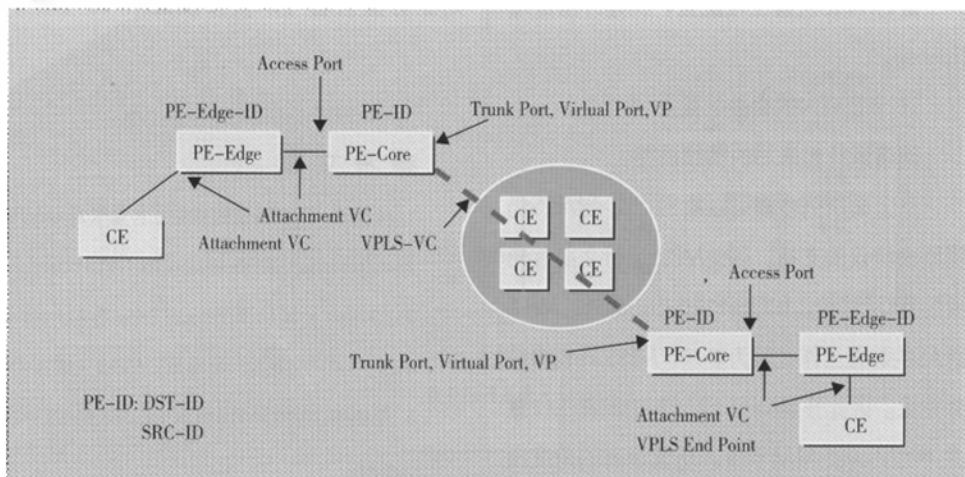 Access Port
PE-Edge-ID
PE-ID
Trunk Port, Virlual Port,VP
PE-Edge
PE-Core
Attachment VC
Attachment VC
VPLS-VC
CE
CE
CE
CE
CE
Access Port
PE-ID
PE-Edge-ID
Trunk Port, Virtual Port, VP
PE-Core
PE-Edge
PE-ID: DST-ID
SRC-ID
Attachment VC
VPLS End Point
CE